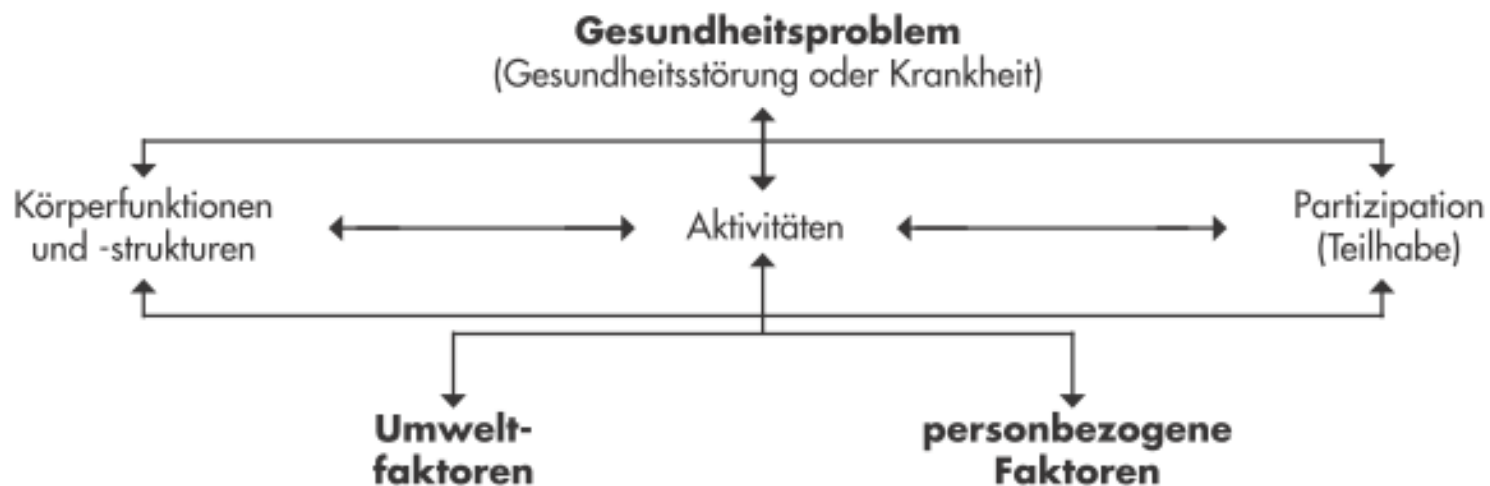 Gesundheitsproblem
(Gesundheitsstörung oder Krankheit)
Körperfunktionen
und -strukturen
Aktivitäten
Partizipation
(Teilhabe)
Umwelt-
faktoren
personbezogene
Faktoren